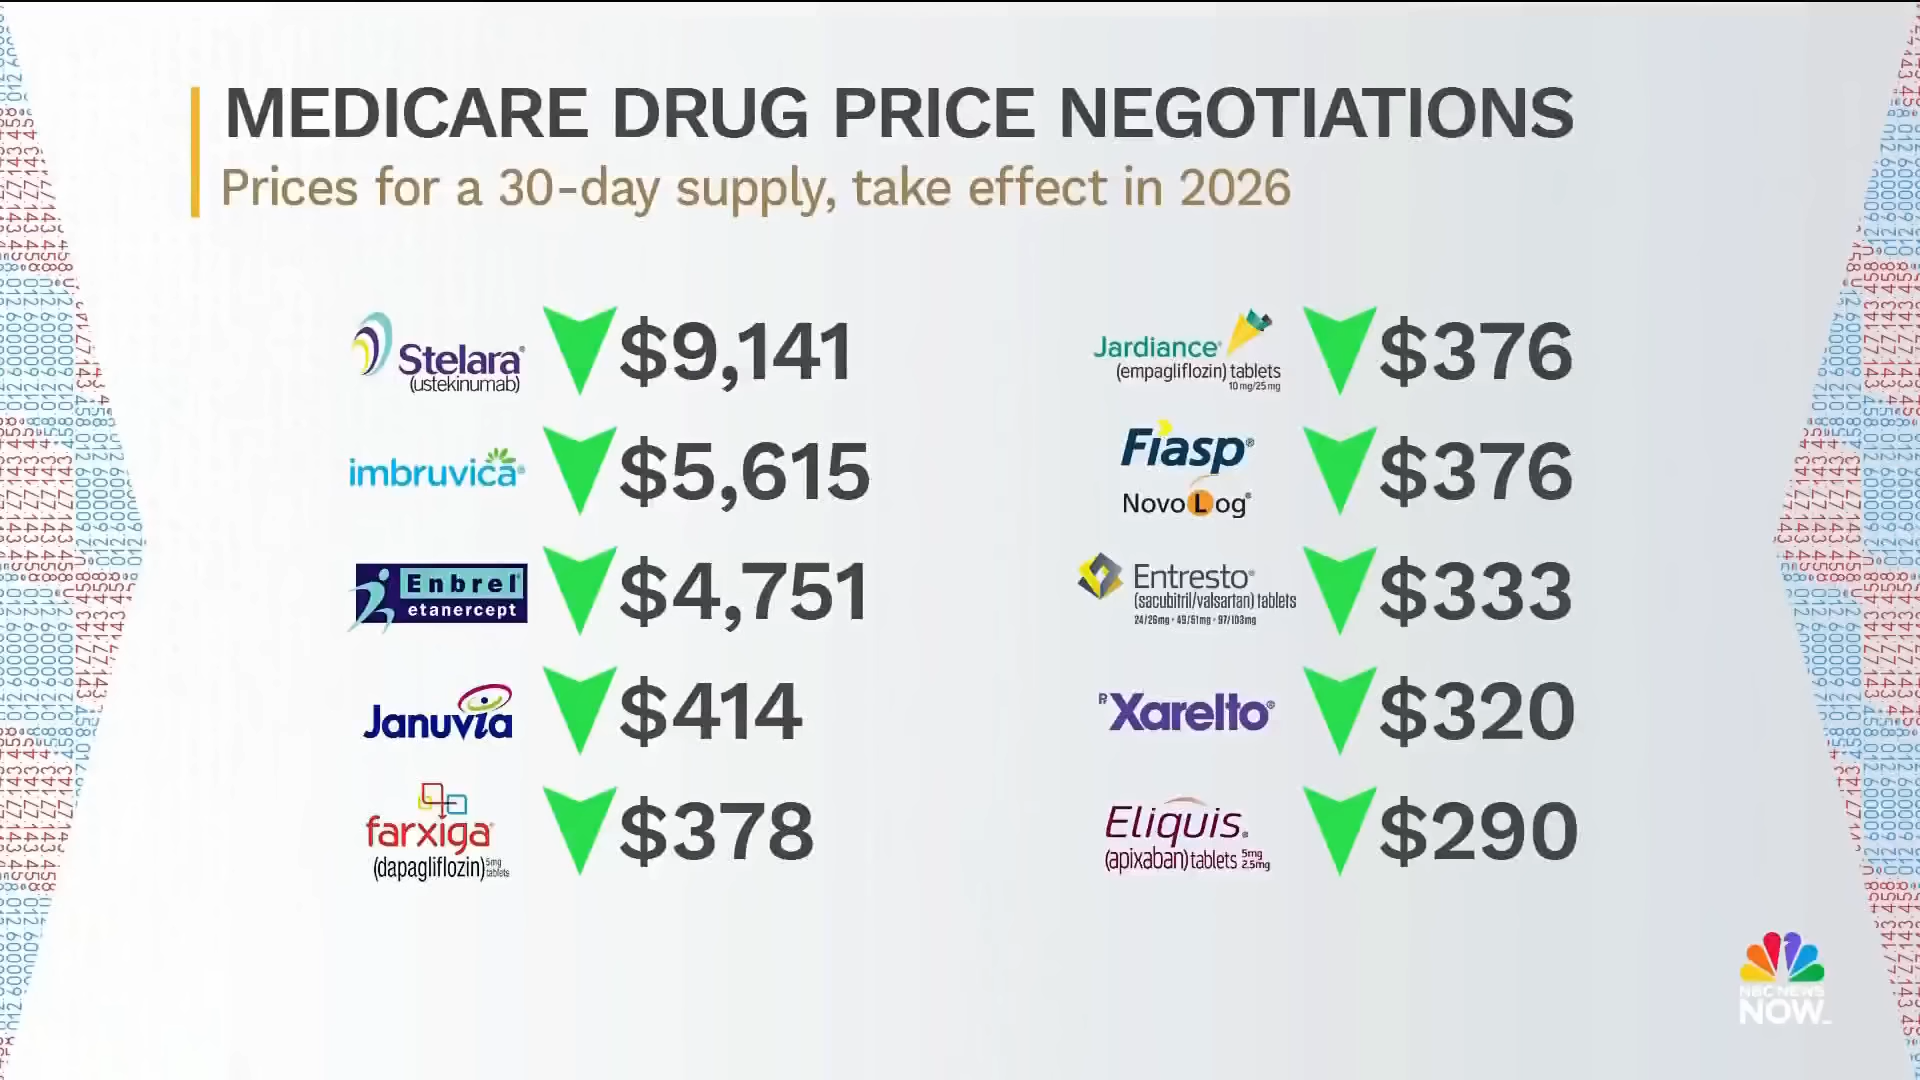 MEDICARE DRUG PRICE NEGOTIATIONS
Prices for a 30-day supply, take effect in 2026
Stelara®
(ustekinumab)
$9,141
imbruvica®
$5,615
Enbrel®
etanercept
$4,751
Januvia
$414
farxiga®
(dapagliflozin) 5mg tablets
$378
Jardiance®
(empagliflozin) tablets
10 mg/25 mg
$376
Fiasp®
NovoLog®
$376
Entresto®
(sacubitril/valsartan) tablets
24/26mg • 49/51mg • 97/103mg
$333
Xarelto®
$320
Eliquis®
(apixaban) tablets 5mg 2.5mg
$290
NBC NEWS
NOW